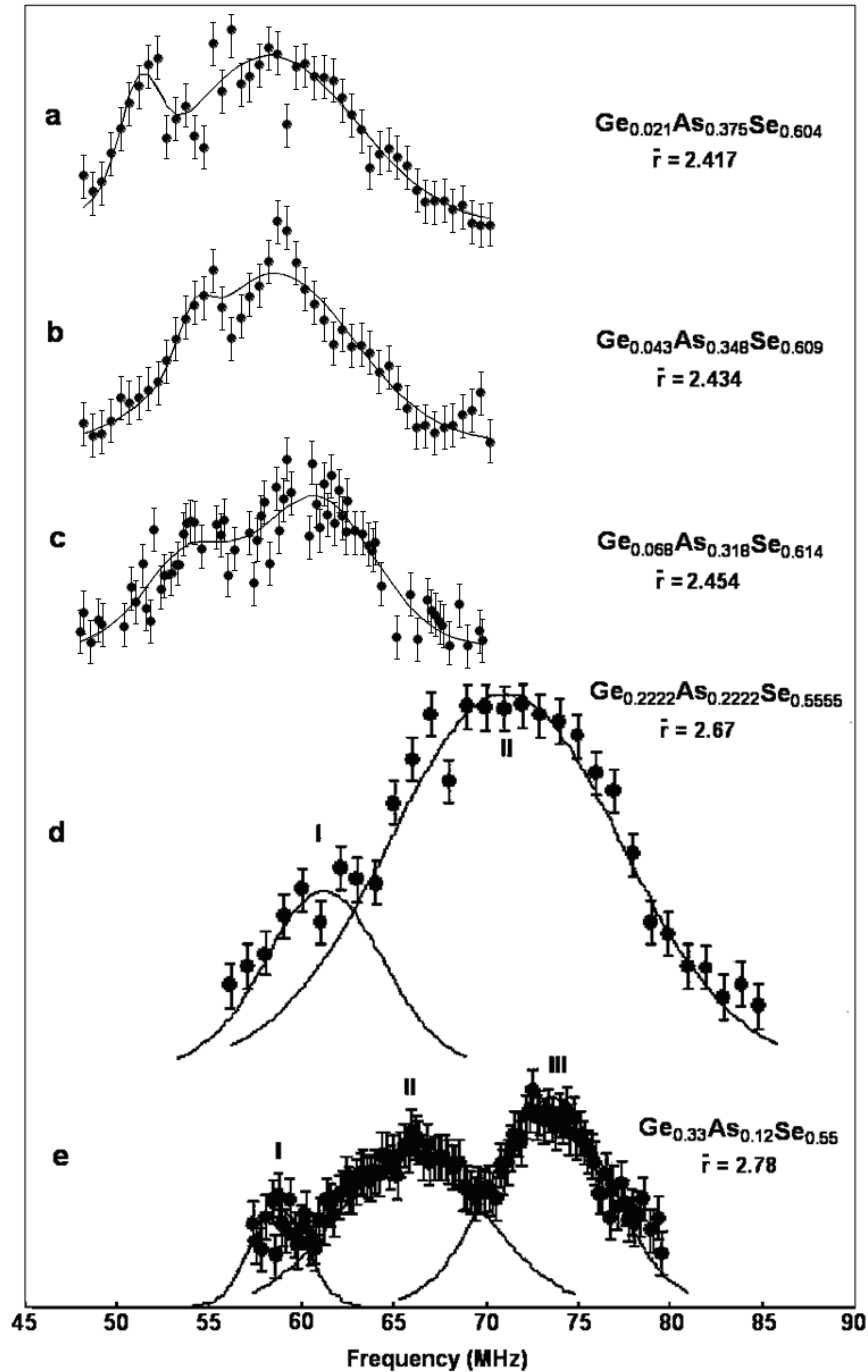 a
Ge0.021As0.375Se0.604
r̄ = 2.417
b
Ge0.043As0.348Se0.609
r̄ = 2.434
c
Ge0.068As0.318Se0.614
r̄ = 2.454
d
Ge0.2222As0.2222Se0.5555
r̄ = 2.67
I
II
e
Ge0.33As0.12Se0.55
r̄ = 2.78
I
II
III
45 50 55 60 65 70 75 80 85 90
Frequency (MHz)